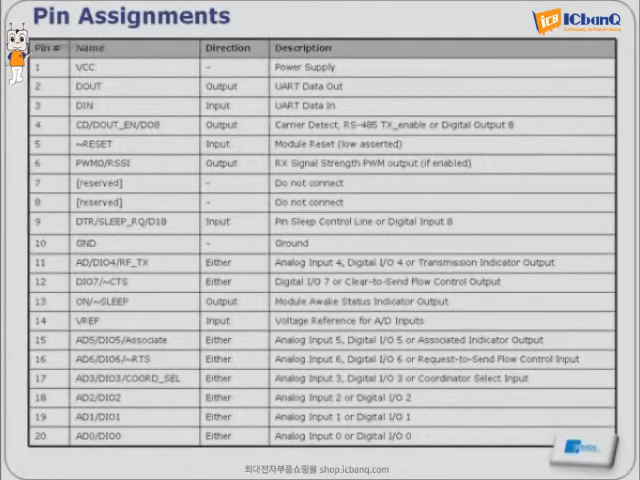 Pin Assignments
ICbanQ
Pin # Name Direction Description
1 VCC - Power Supply
2 DOUT Output UART Data Out
3 DIN Input UART Data In
4 CD/DOUT_EN/DO8 Output Carrier Detect, RS-485 TX_enable or Digital Output 8
5 ~RESET Input Module Reset (low asserted)
6 PWM0/RSSI Output RX Signal Strength PWM output (if enabled)
7 [reserved] - Do not connect
8 [reserved] - Do not connect
9 DTR/SLEEP_RQ/D18 Input Pin Sleep Control Line or Digital Input 8
10 GND - Ground
11 AD/DIO4/RF_TX Either Analog Input 4, Digital I/O 4 or Transmission Indicator Output
12 DIO7/~CTS Either Digital I/O 7 or Clear-to-Send Flow Control Output
13 ON/~SLEEP Output Module Awake Status Indicator Output
14 VREF Input Voltage Reference for A/D Inputs
15 AD5/DIO5/Associate Either Analog Input 5, Digital I/O 5 or Associated Indicator Output
16 AD6/DIO6/~RTS Either Analog Input 6, Digital I/O 6 or Request-to-Send Flow Control Input
17 AD3/DIO3/COORD_SEL Either Analog Input 3, Digital I/O 3 or Coordinator Select Input
18 AD2/DIO2 Either Analog Input 2 or Digital I/O 2
19 AD1/DIO1 Either Analog Input 1 or Digital I/O 1
20 AD0/DIO0 Either Analog Input 0 or Digital I/O 0
최대전자부품쇼핑몰 shop.icbanq.com